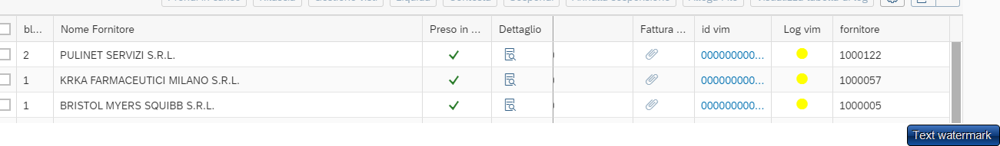 bl... Nome Fornitore Preso in ... Dettaglio Fattura ... id vim Log vim fornitore
2 PULINET SERVIZI S.R.L. 000000000... 1000122
1 KRKA FARMACEUTICI MILANO S.R.L. 000000000... 1000057
1 BRISTOL MYERS SQUIBB S.R.L. 000000000... 1000005
Text watermark